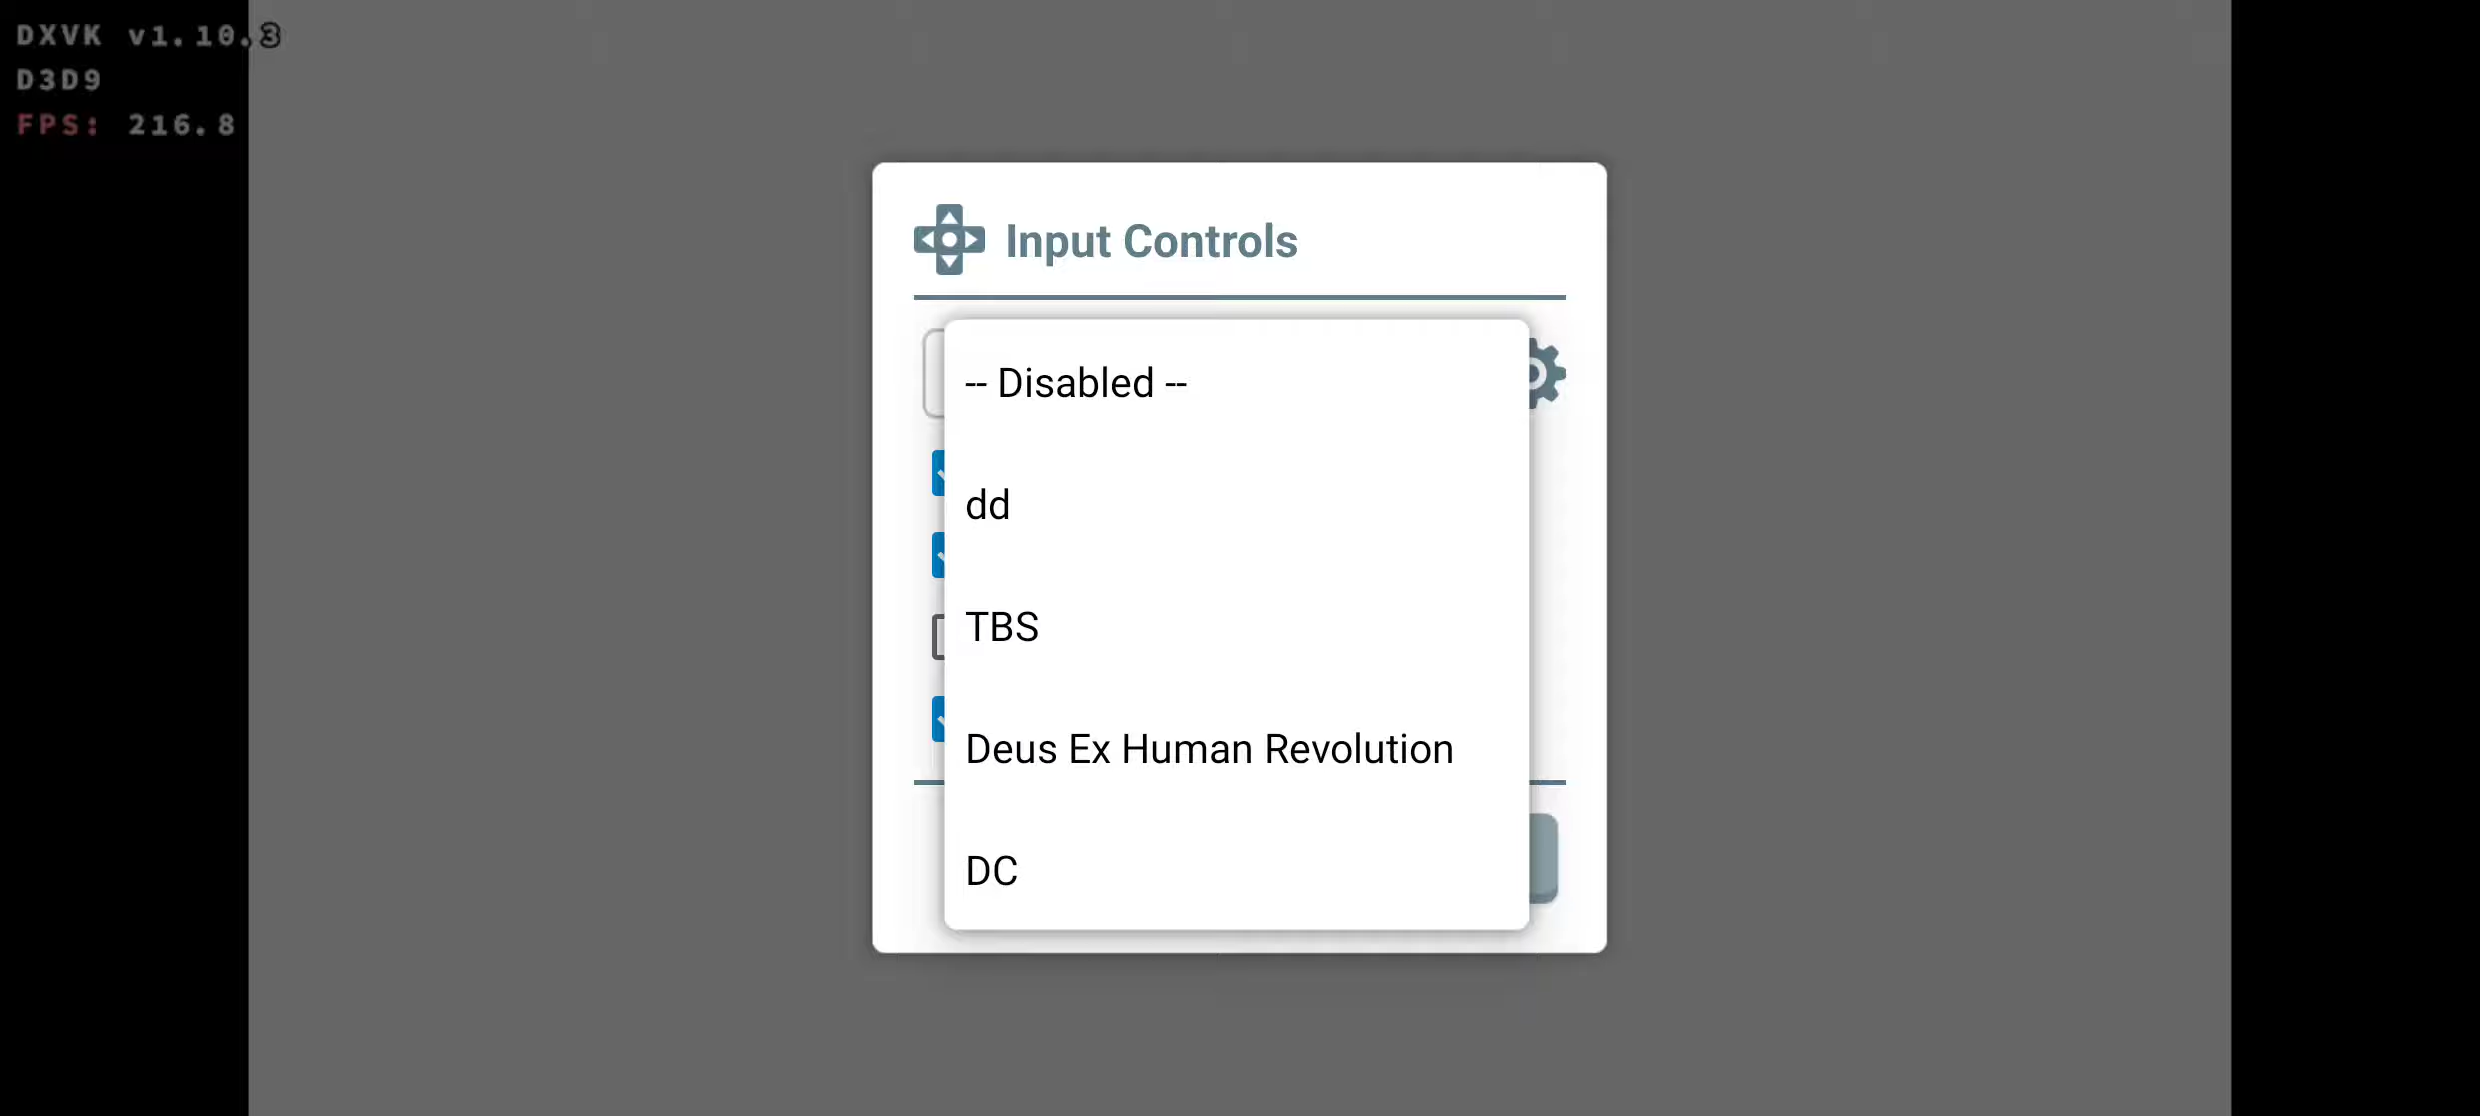 DXVK v1.10.3
D3D9
FPS: 216.8
Input Controls
-- Disabled --
dd
TBS
Deus Ex Human Revolution
DC